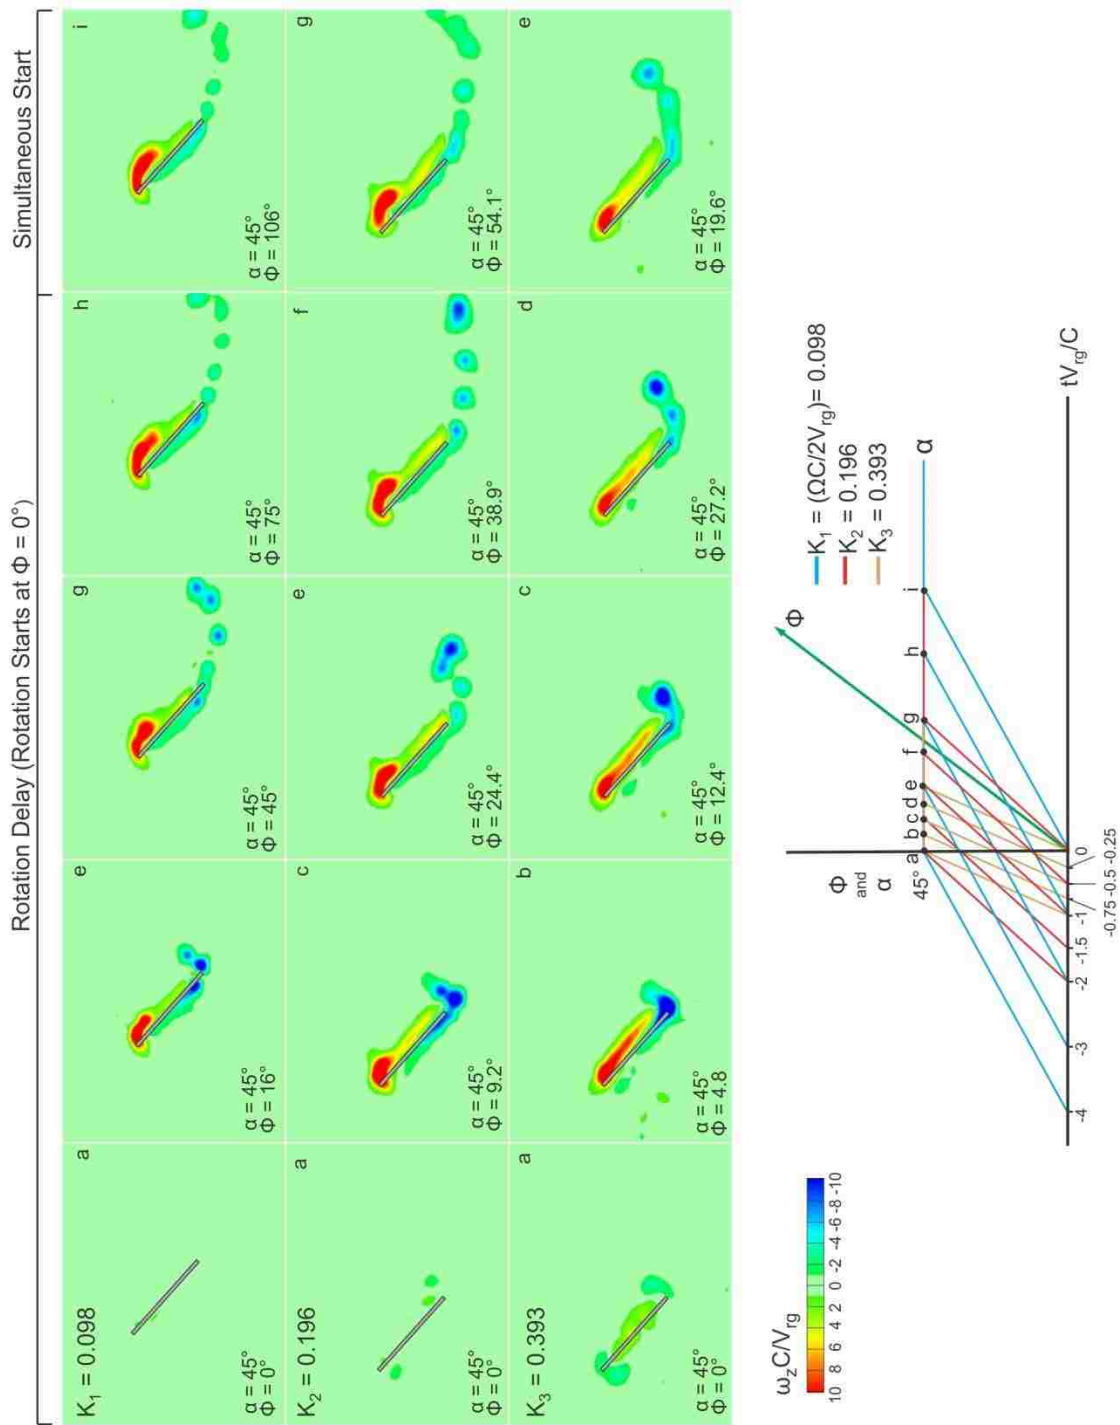 Rotation Delay (Rotation Starts at Φ = 0°)
Simultaneous Start
K1 = 0.098
a
α = 45°
Φ = 0°
e
α = 45°
Φ = 16°
g
α = 45°
Φ = 45°
h
α = 45°
Φ = 75°
i
α = 45°
Φ = 106°
K2 = 0.196
a
α = 45°
Φ = 0°
c
α = 45°
Φ = 9.2°
e
α = 45°
Φ = 24.4°
f
α = 45°
Φ = 38.9°
g
α = 45°
Φ = 54.1°
K3 = 0.393
a
α = 45°
Φ = 0°
b
α = 45°
Φ = 4.8
c
α = 45°
Φ = 12.4°
d
α = 45°
Φ = 27.2°
e
α = 45°
Φ = 19.6°
ωzC/Vrg
10 8 6 4 2 0 -2 -4 -6 -8 -10
Φ
and
α
45°
a b c d e f g h i
α
Φ
K1 = (ΩC/2Vrg)= 0.098
K2 = 0.196
K3 = 0.393
tVrg/C
-4 -3 -2 -1.5 -1 -0.75 -0.5 -0.25 0